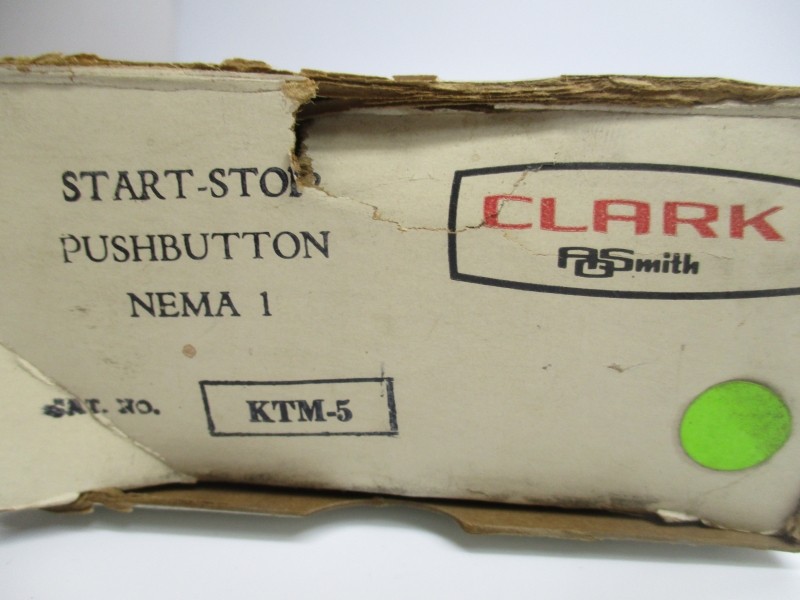 START-STOP
PUSHBUTTON
NEMA 1
CAT. NO. KTM-5
CLARK
AOSmith